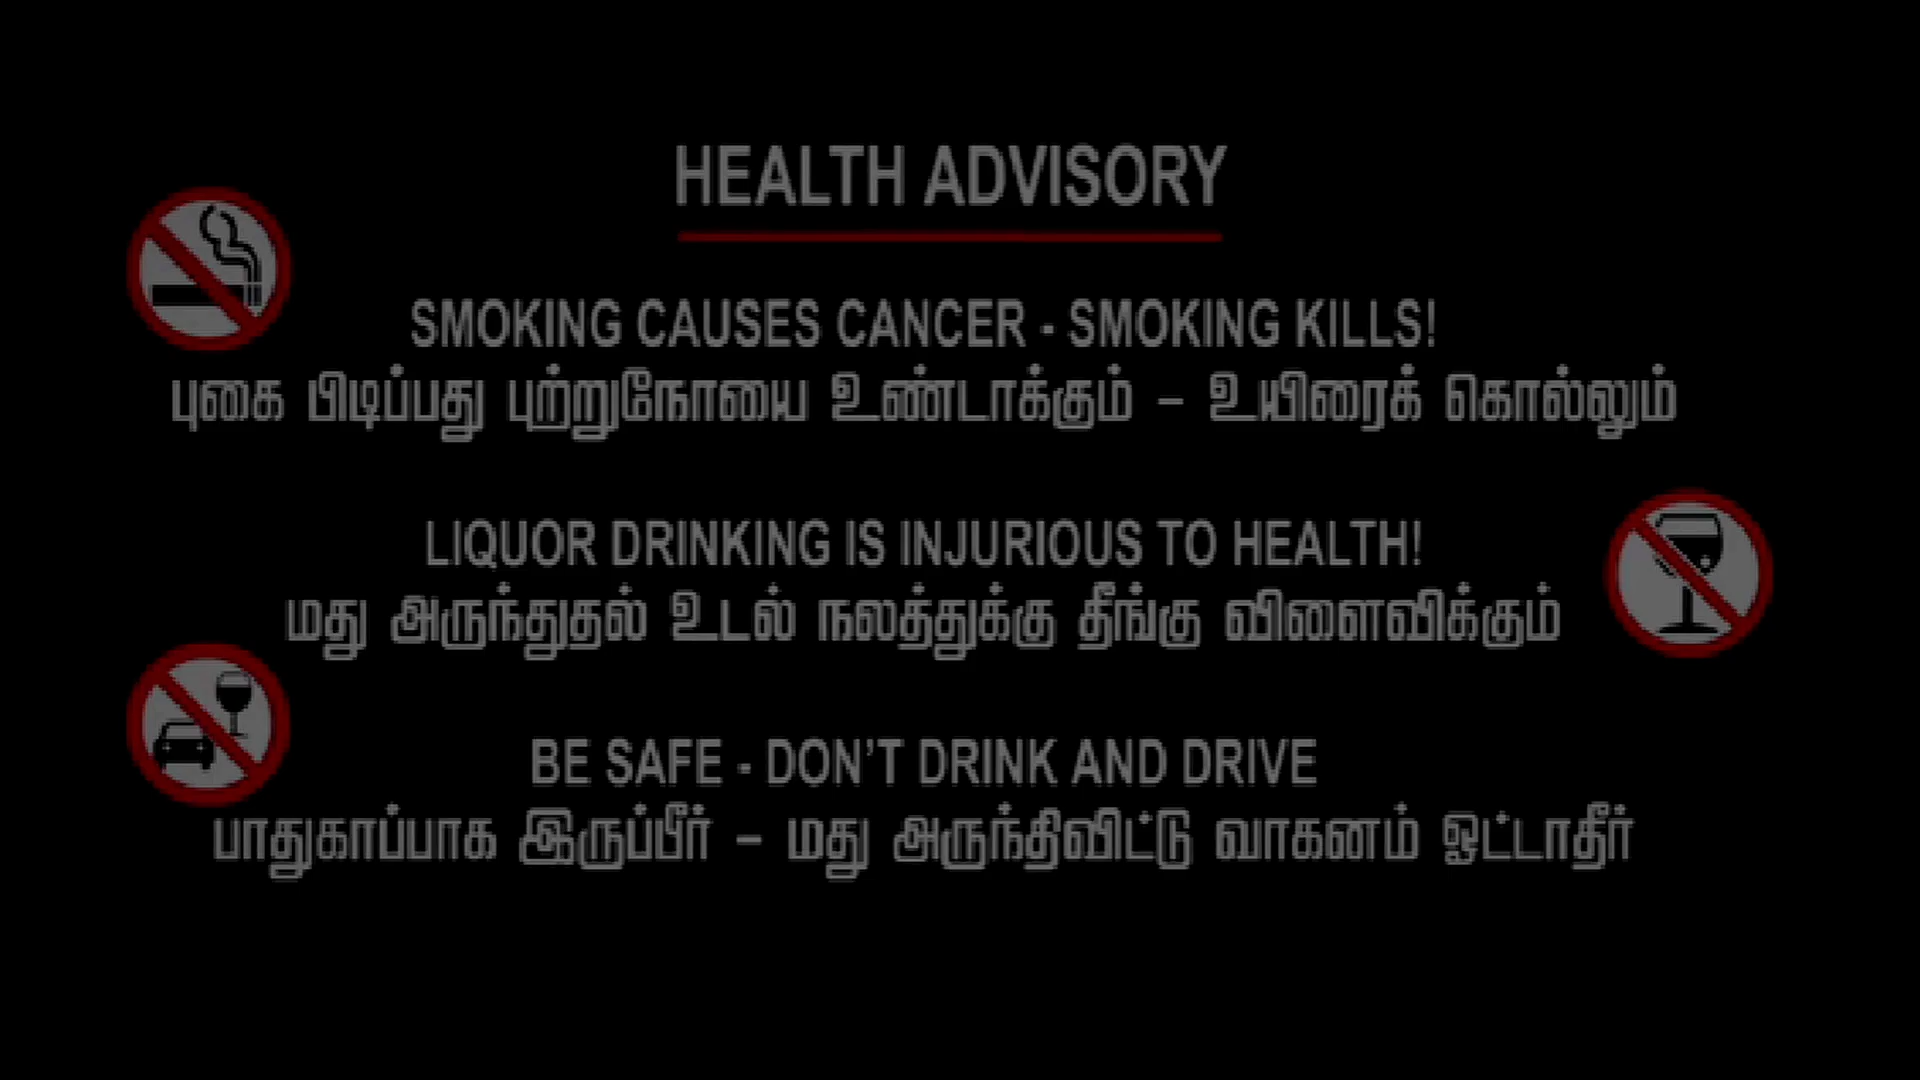 HEALTH ADVISORY
SMOKING CAUSES CANCER - SMOKING KILLS!
புகை பிடிப்பது புற்றுநோயை உண்டாக்கும் – உயிரைக் கொல்லும்
LIQUOR DRINKING IS INJURIOUS TO HEALTH!
மது அருந்துதல் உடல் நலத்துக்கு தீங்கு விளைவிக்கும்
BE SAFE - DON'T DRINK AND DRIVE
பாதுகாப்பாக இருப்பீர் – மது அருந்திவிட்டு வாகனம் ஓட்டாதீர்